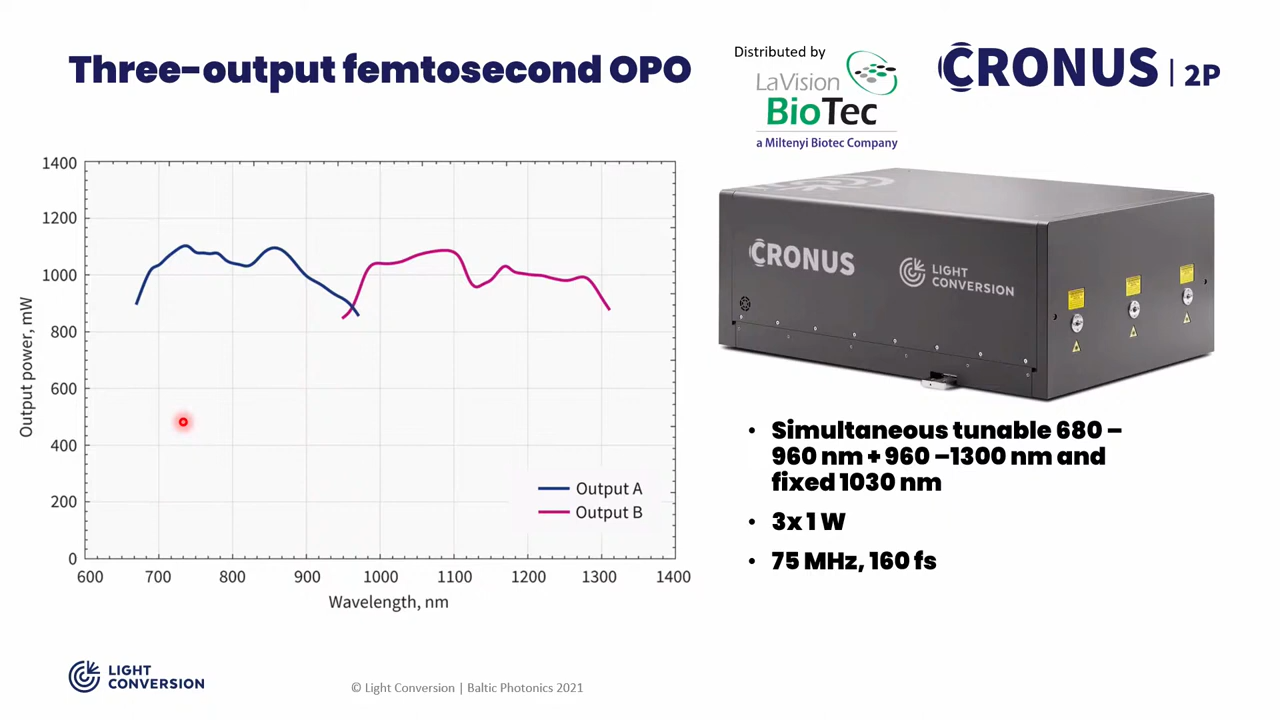 Three-output femtosecond OPO
Distributed by
LaVision
BioTec
a Miltenyi Biotec Company
CRONUS | 2P
1400
1200
1000
800
600
400
200
0
Output power, mW
600 700 800 900 1000 1100 1200 1300 1400
Wavelength, nm
Output A
Output B
CRONUS
LIGHT
CONVERSION
• Simultaneous tunable 680 –
960 nm + 960 –1300 nm and
fixed 1030 nm
• 3x 1 W
• 75 MHz, 160 fs
LIGHT
CONVERSION
© Light Conversion | Baltic Photonics 2021